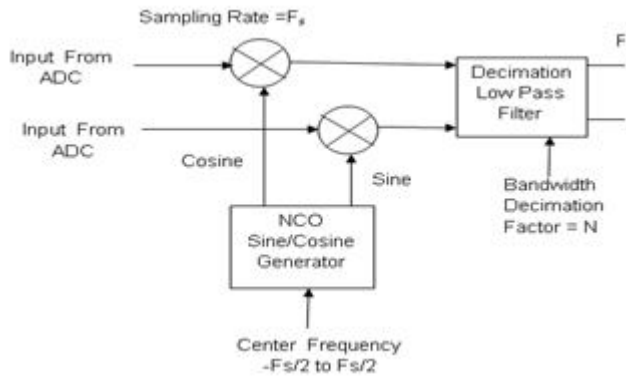 Sampling Rate =Fs
F
Input From
ADC
Decimation
Low Pass
Filter
Input From
ADC
Cosine
Sine
Bandwidth
Decimation
Factor = N
NCO
Sine/Cosine
Generator
Center Frequency
-Fs/2 to Fs/2